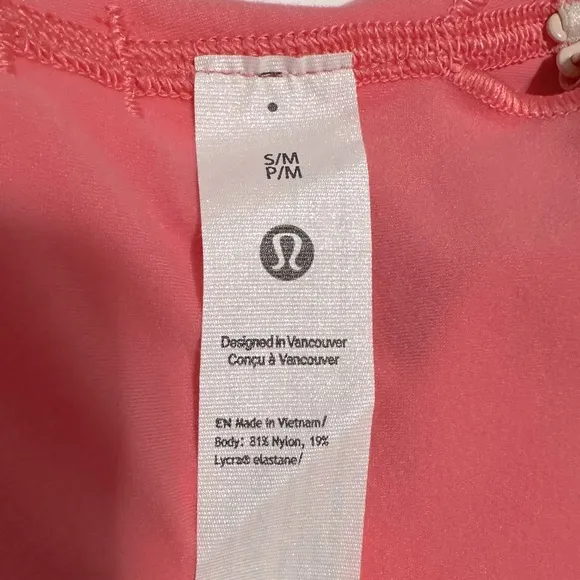 S/M
P/M
Designed in Vancouver
Conçu à Vancouver
EN Made in Vietnam/
Body: 81% Nylon, 19%
Lycra® elastane/